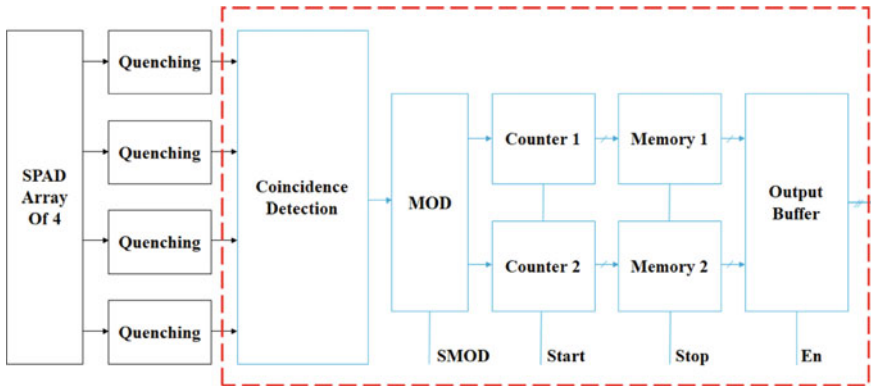 SPAD
Array
Of 4
Quenching
Quenching
Quenching
Quenching
Coincidence
Detection
MOD
Counter 1
Counter 2
Memory 1
Memory 2
Output
Buffer
SMOD
Start
Stop
En